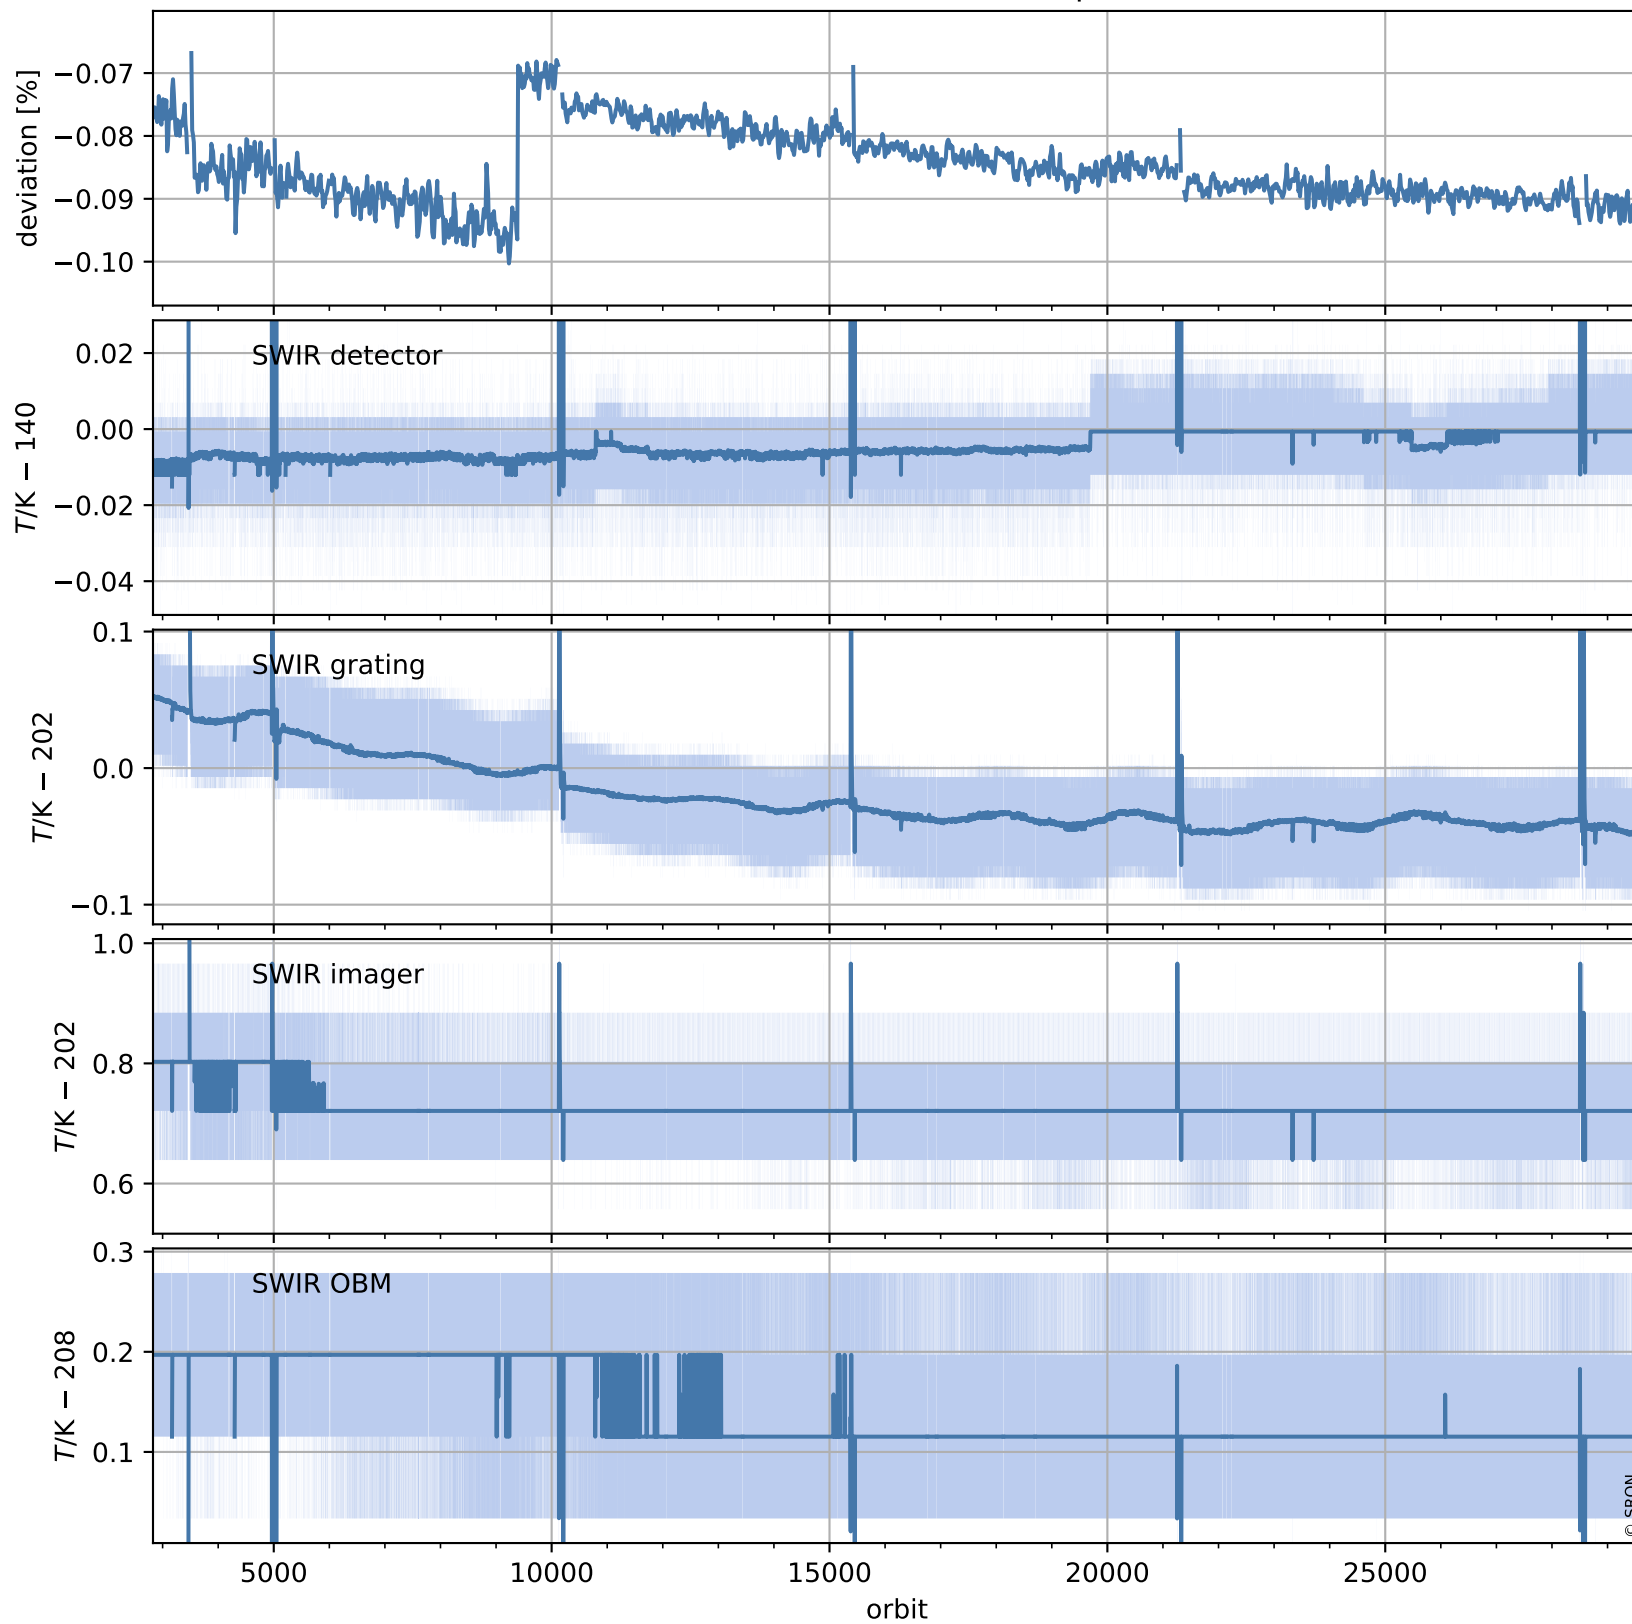 deviation [%]
−0.07
−0.08
−0.09
−0.10
SWIR detector
T/K − 140
0.02
0.00
−0.02
−0.04
SWIR grating
T/K − 202
0.1
0.0
−0.1
SWIR imager
T/K − 202
1.0
0.8
0.6
SWIR OBM
T/K − 208
0.3
0.2
0.1
© SRON
5000 10000 15000 20000 25000
orbit